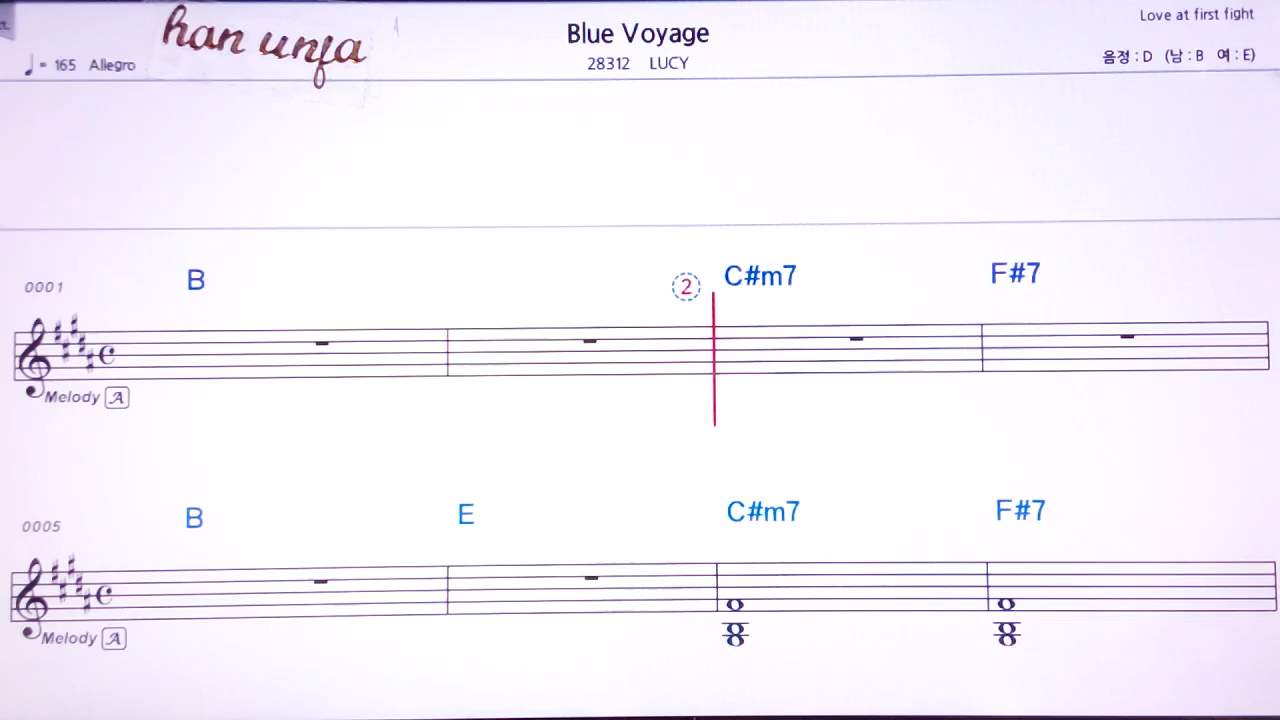 han unfa
Blue Voyage
Love at first fight
= 165 Allegro
28312 LUCY
음정 : D (남 : B 여 : E)
0001
B
2
C#m7
F#7
Melody A
0005
B
E
C#m7
F#7
Melody A